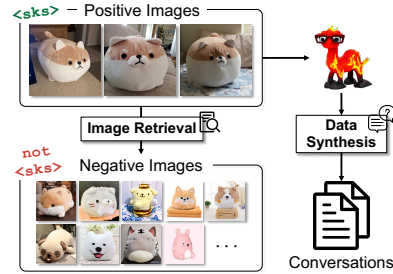 <sks>
Positive Images
Image Retrieval
not
<sks>
Negative Images
...
Data
Synthesis
Conversations